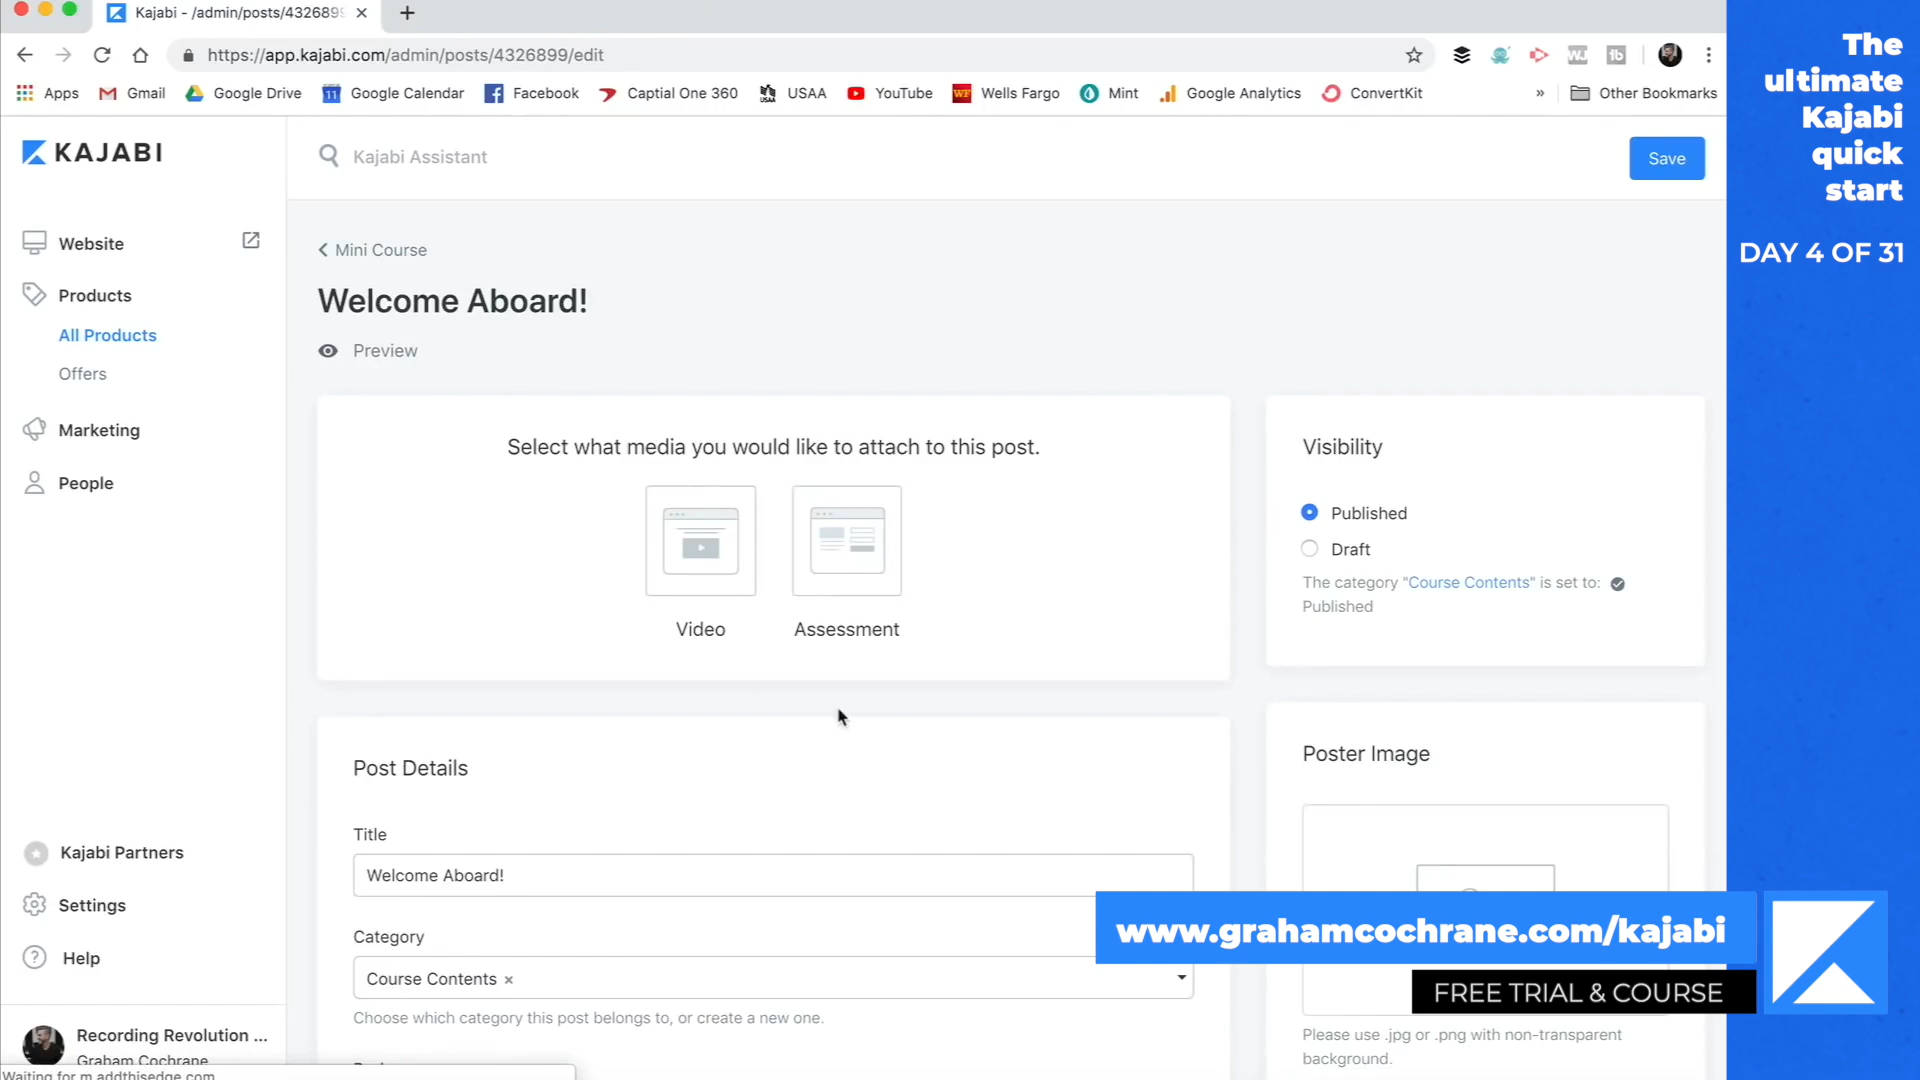 Kajabi - /admin/posts/4326899
https://app.kajabi.com/admin/posts/4326899/edit
Apps Gmail Google Drive 11 Google Calendar Facebook Captial One 360 USAA YouTube WF Wells Fargo Mint Google Analytics ConvertKit » Other Bookmarks
KAJABI
Kajabi Assistant
Save
Website
Products
All Products
Offers
Marketing
People
Kajabi Partners
Settings
Help
Recording Revolution ...
Graham Cochrane
Waiting for m.addthisedge.com
Mini Course
Welcome Aboard!
Preview
Select what media you would like to attach to this post.
Video
Assessment
Post Details
Title
Welcome Aboard!
Category
Course Contents ×
Choose which category this post belongs to, or create a new one.
Visibility
Published
Draft
The category "Course Contents" is set to:
Published
Poster Image
Please use .jpg or .png with non-transparent
background.
The
ultimate
Kajabi
quick
start
DAY 4 OF 31
www.grahamcochrane.com/kajabi
FREE TRIAL & COURSE